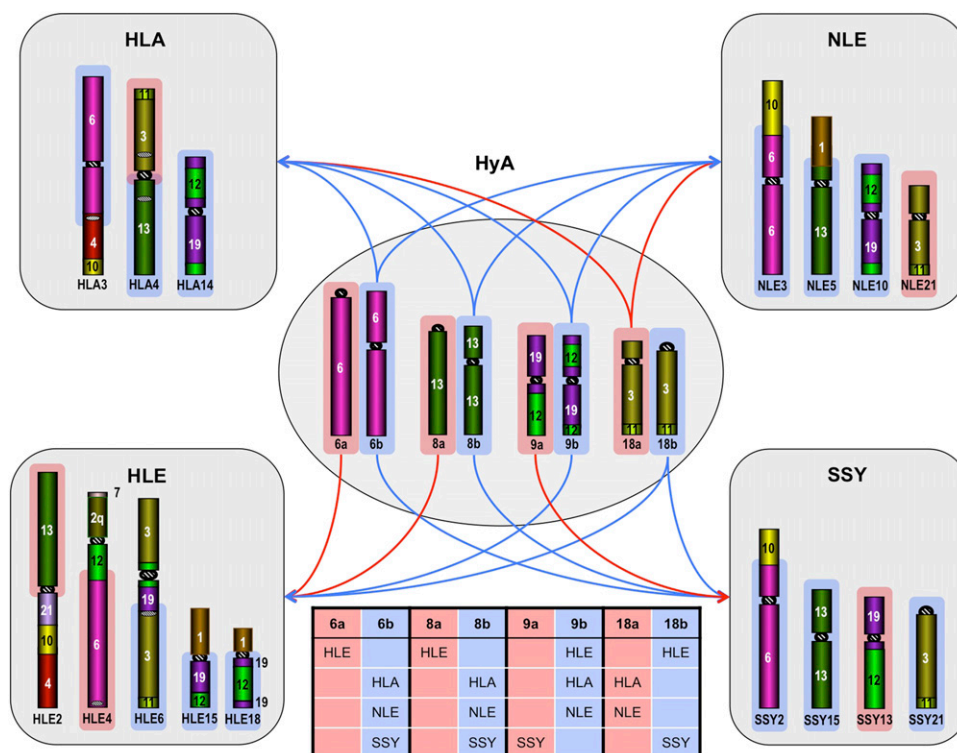 HLA
6
4
10
HLA3
11
3
13
HLA4
12
19
HLA14
NLE
10
6
6
NLE3
1
13
NLE5
12
19
NLE10
3
11
NLE21
HyA
6
6a
6
6b
13
8a
13
13
8b
19
12
9a
12
19
12
9b
3
11
18a
3
11
18b
HLE
13
21
10
4
HLE2
7
2q
12
6
HLE4
3
19
3
11
HLE6
1
19
12
HLE15
1
19
12
19
HLE18
SSY
10
6
SSY2
13
13
SSY15
19
12
SSY13
3
11
SSY21
6a 6b 8a 8b 9a 9b 18a 18b
HLE HLE HLE HLE
HLA HLA HLA HLA
NLE NLE NLE NLE
SSY SSY SSY SSY